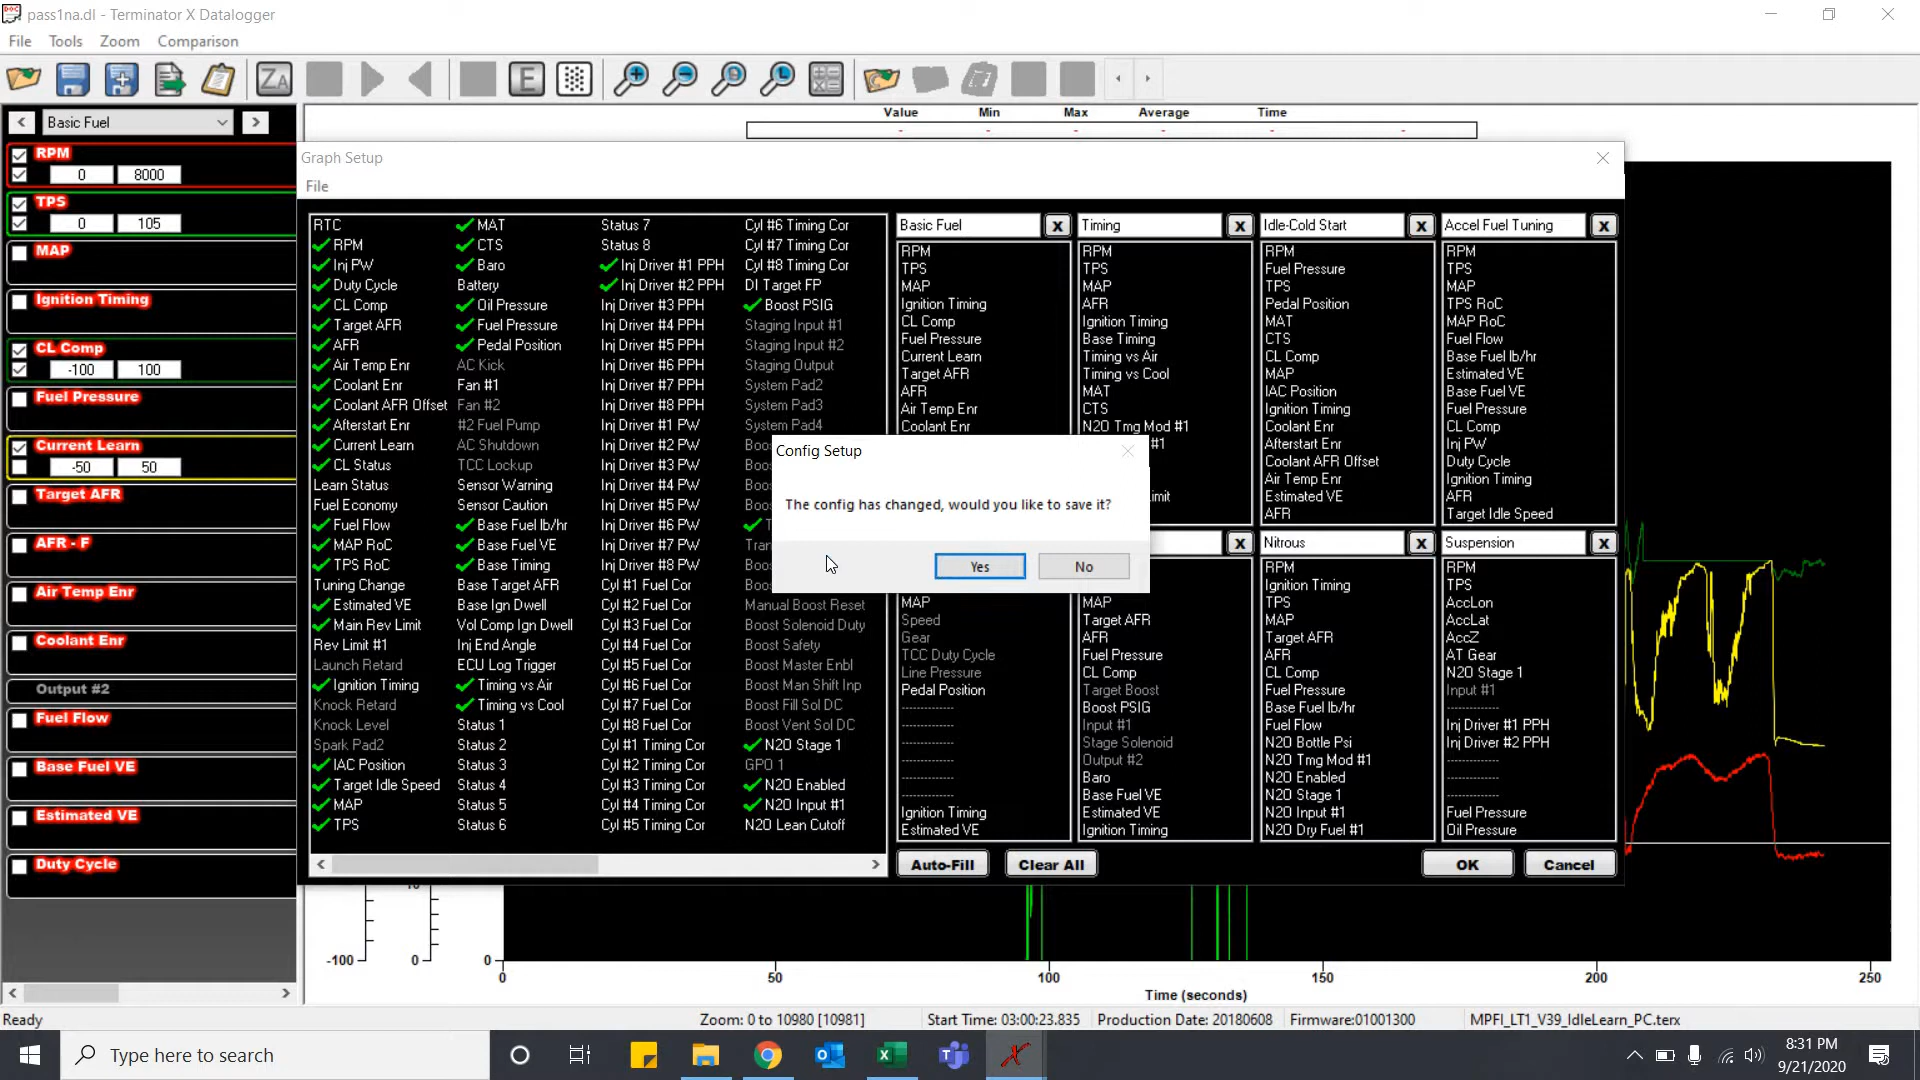 pass1na.dl - Terminator X Datalogger
File Tools Zoom Comparison
Basic Fuel
Value Min Max Average Time
- - - - - -
RPM
0 8000
TPS
0 105
MAP
Ignition Timing
CL Comp
-100 100
Fuel Pressure
Current Learn
-50 50
Target AFR
AFR - F
Air Temp Enr
Coolant Enr
Output #2
Fuel Flow
Base Fuel VE
Estimated VE
Duty Cycle
Graph Setup
File
RTC
RPM
Inj PW
Duty Cycle
CL Comp
Target AFR
AFR
Air Temp Enr
Coolant Enr
Coolant AFR Offset
Afterstart Enr
Current Learn
CL Status
Learn Status
Fuel Economy
Fuel Flow
MAP RoC
TPS RoC
Tuning Change
Estimated VE
Main Rev Limit
Rev Limit #1
Launch Retard
Ignition Timing
Knock Retard
Knock Level
Spark Pad2
IAC Position
Target Idle Speed
MAP
TPS
MAT
CTS
Baro
Battery
Oil Pressure
Fuel Pressure
Pedal Position
AC Kick
Fan #1
Fan #2
#2 Fuel Pump
AC Shutdown
TCC Lockup
Sensor Warning
Sensor Caution
Base Fuel lb/hr
Base Fuel VE
Base Timing
Base Target AFR
Base Ign Dwell
Vol Comp Ign Dwell
Inj End Angle
ECU Log Trigger
Timing vs Air
Timing vs Cool
Status 1
Status 2
Status 3
Status 4
Status 5
Status 6
Status 7
Status 8
Inj Driver #1 PPH
Inj Driver #2 PPH
Inj Driver #3 PPH
Inj Driver #4 PPH
Inj Driver #5 PPH
Inj Driver #6 PPH
Inj Driver #7 PPH
Inj Driver #8 PPH
Inj Driver #1 PW
Inj Driver #2 PW
Inj Driver #3 PW
Inj Driver #4 PW
Inj Driver #5 PW
Inj Driver #6 PW
Inj Driver #7 PW
Inj Driver #8 PW
Cyl #1 Fuel Cor
Cyl #2 Fuel Cor
Cyl #3 Fuel Cor
Cyl #4 Fuel Cor
Cyl #5 Fuel Cor
Cyl #6 Fuel Cor
Cyl #7 Fuel Cor
Cyl #8 Fuel Cor
Cyl #1 Timing Cor
Cyl #2 Timing Cor
Cyl #3 Timing Cor
Cyl #4 Timing Cor
Cyl #5 Timing Cor
Cyl #6 Timing Cor
Cyl #7 Timing Cor
Cyl #8 Timing Cor
DI Target FP
Boost PSIG
Staging Input #1
Staging Input #2
Staging Output
System Pad2
System Pad3
System Pad4
Manual Boost Reset
Boost Solenoid Duty
Boost Safety
Boost Master Enbl
Boost Man Shift Inp
Boost Fill Sol DC
Boost Vent Sol DC
N2O Stage 1
GPO 1
N2O Enabled
N2O Input #1
N2O Lean Cutoff
Basic Fuel X
RPM
TPS
MAP
Ignition Timing
CL Comp
Fuel Pressure
Current Learn
Target AFR
AFR
Air Temp Enr
Coolant Enr
Timing X
RPM
TPS
MAP
AFR
Ignition Timing
Base Timing
Timing vs Air
Timing vs Cool
MAT
CTS
N2O Tmg Mod #1
#1
imit
Idle-Cold Start X
RPM
Fuel Pressure
TPS
Pedal Position
MAT
CTS
CL Comp
MAP
IAC Position
Ignition Timing
Coolant Enr
Afterstart Enr
Coolant AFR Offset
Air Temp Enr
Estimated VE
AFR
Accel Fuel Tuning X
RPM
TPS
MAP
TPS RoC
MAP RoC
Fuel Flow
Base Fuel lb/hr
Estimated VE
Base Fuel VE
Fuel Pressure
CL Comp
Inj PW
Duty Cycle
Ignition Timing
AFR
Target Idle Speed
Config Setup
The config has changed, would you like to save it?
Yes No
MAP
Speed
Gear
TCC Duty Cycle
Line Pressure
Pedal Position
-------------
-------------
-------------
-------------
-------------
-------------
Ignition Timing
Estimated VE
X
MAP
Target AFR
AFR
Fuel Pressure
CL Comp
Target Boost
Boost PSIG
Input #1
Stage Solenoid
Output #2
Baro
Base Fuel VE
Estimated VE
Ignition Timing
Nitrous X
RPM
Ignition Timing
TPS
MAP
Target AFR
AFR
CL Comp
Fuel Pressure
Base Fuel lb/hr
Fuel Flow
N2O Bottle Psi
N2O Tmg Mod #1
N2O Enabled
N2O Stage 1
N2O Input #1
N2O Dry Fuel #1
Suspension X
RPM
TPS
AccLon
AccLat
AccZ
AT Gear
N2O Stage 1
Input #1
-------------
Inj Driver #1 PPH
Inj Driver #2 PPH
-------------
-------------
-------------
Fuel Pressure
Oil Pressure
Auto-Fill Clear All OK Cancel
-100 0 0
0 50 100 150 200 250
Time (seconds)
Ready Zoom: 0 to 10980 [10981] Start Time: 03:00:23.835 Production Date: 20180608 Firmware:01001300 MPFI_LT1_V39_IdleLearn_PC.terx
Type here to search
8:31 PM
9/21/2020